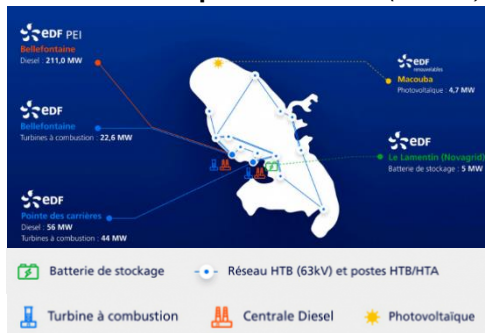 eDF PEI
Bellefontaine
Diesel : 211,0 MW
eDF
Bellefontaine
Turbines à combustion : 22,6 MW
eDF
Pointe des carrières
Diesel : 56 MW
Turbines à combustion : 44 MW
eDF
renouvelables
Macouba
Photovoltaïque : 4,7 MW
eDF
Le Lamentin (Novagrid)
Batterie de stockage : 5 MW
Batterie de stockage
Réseau HTB (63kV) et postes HTB/HTA
Turbine à combustion
Centrale Diesel
Photovoltaïque